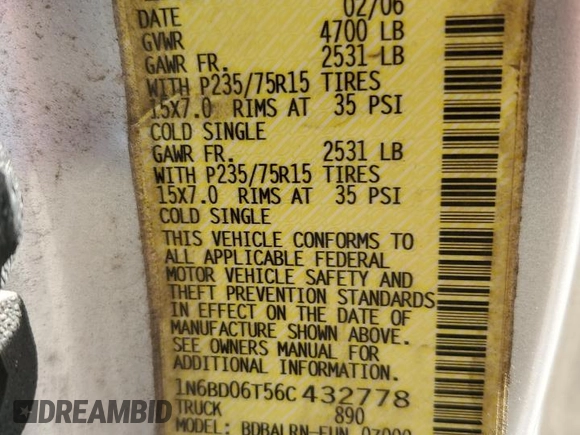 DATE 02/06
GVWR 4700 LB
GAWR FR. 2531 LB
WITH P235/75R15 TIRES
15X7.0 RIMS AT 35 PSI
COLD SINGLE
GAWR FR. 2531 LB
WITH P235/75R15 TIRES
15X7.0 RIMS AT 35 PSI
COLD SINGLE
THIS VEHICLE CONFORMS TO
ALL APPLICABLE FEDERAL
MOTOR VEHICLE SAFETY AND
THEFT PREVENTION STANDARDS
IN EFFECT ON THE DATE OF
MANUFACTURE SHOWN ABOVE.
SEE OWNERS MANUAL FOR
ADDITIONAL INFORMATION.
1N6BD06T56C432778
TRUCK 890
MODEL: BDBALRN-EUN
DREAMBID